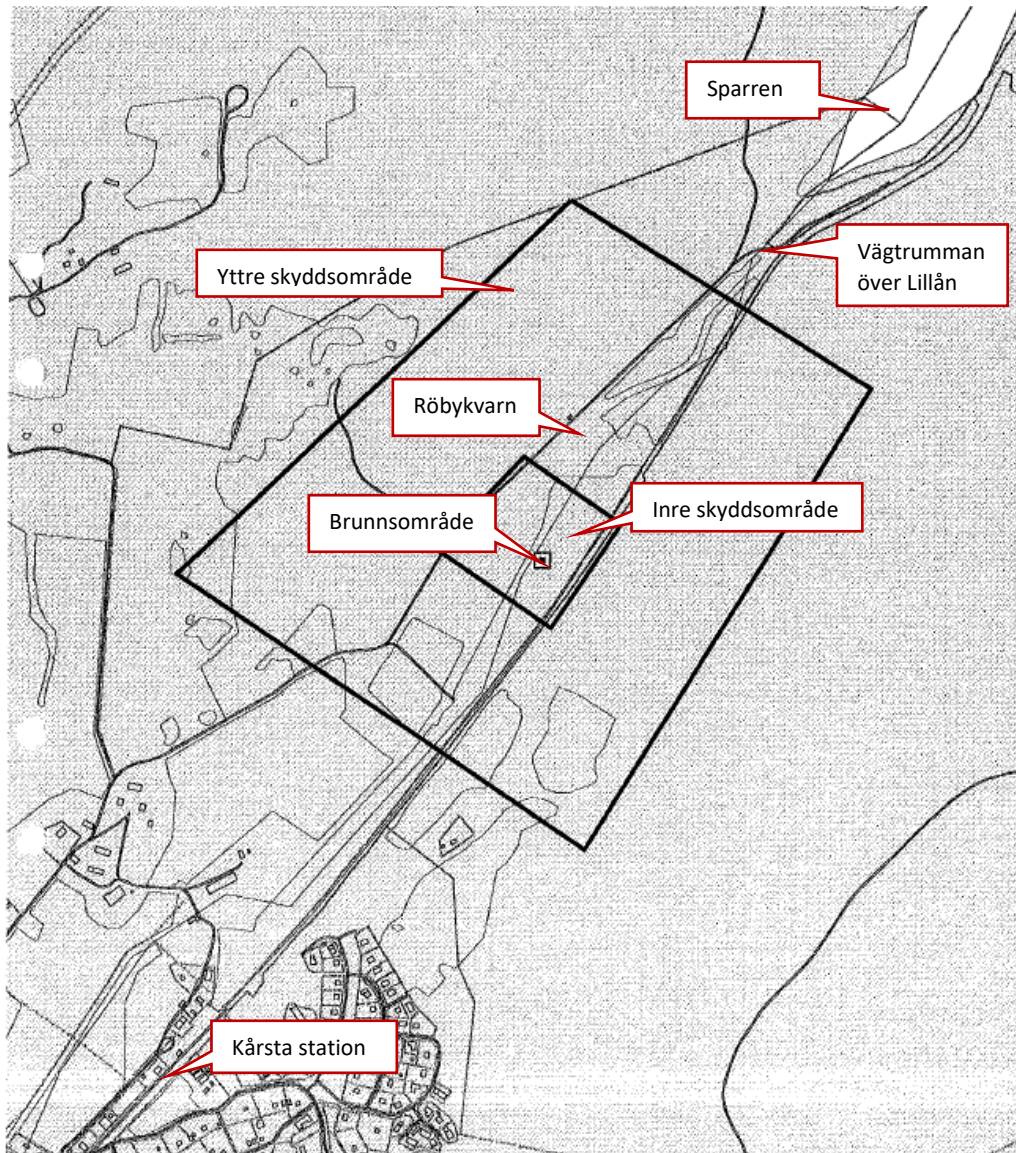 Sparren
Vägtrumman
över Lillån
Yttre skyddsområde
Röbykvarn
Inre skyddsområde
Brunnsområde
Kårsta station